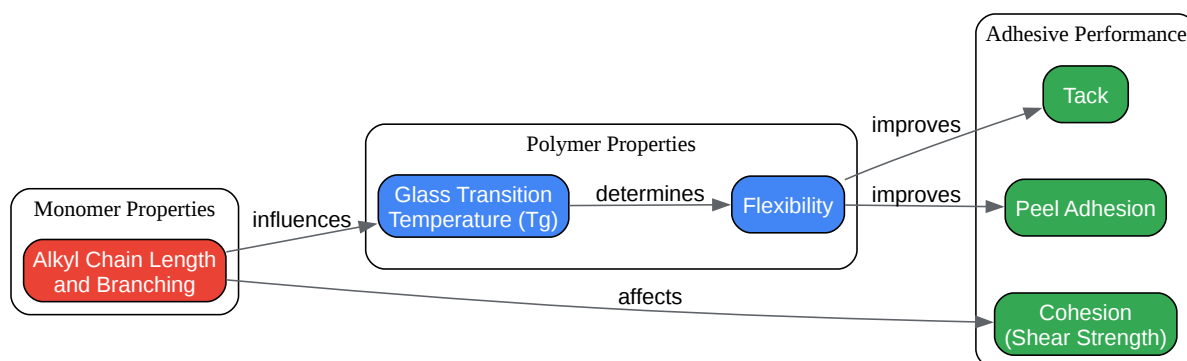 Monomer Properties
Alkyl Chain Length
and Branching
influences
affects
Polymer Properties
Glass Transition
Temperature (Tg)
determines
Flexibility
improves
improves
Adhesive Performance
Tack
Peel Adhesion
Cohesion
(Shear Strength)